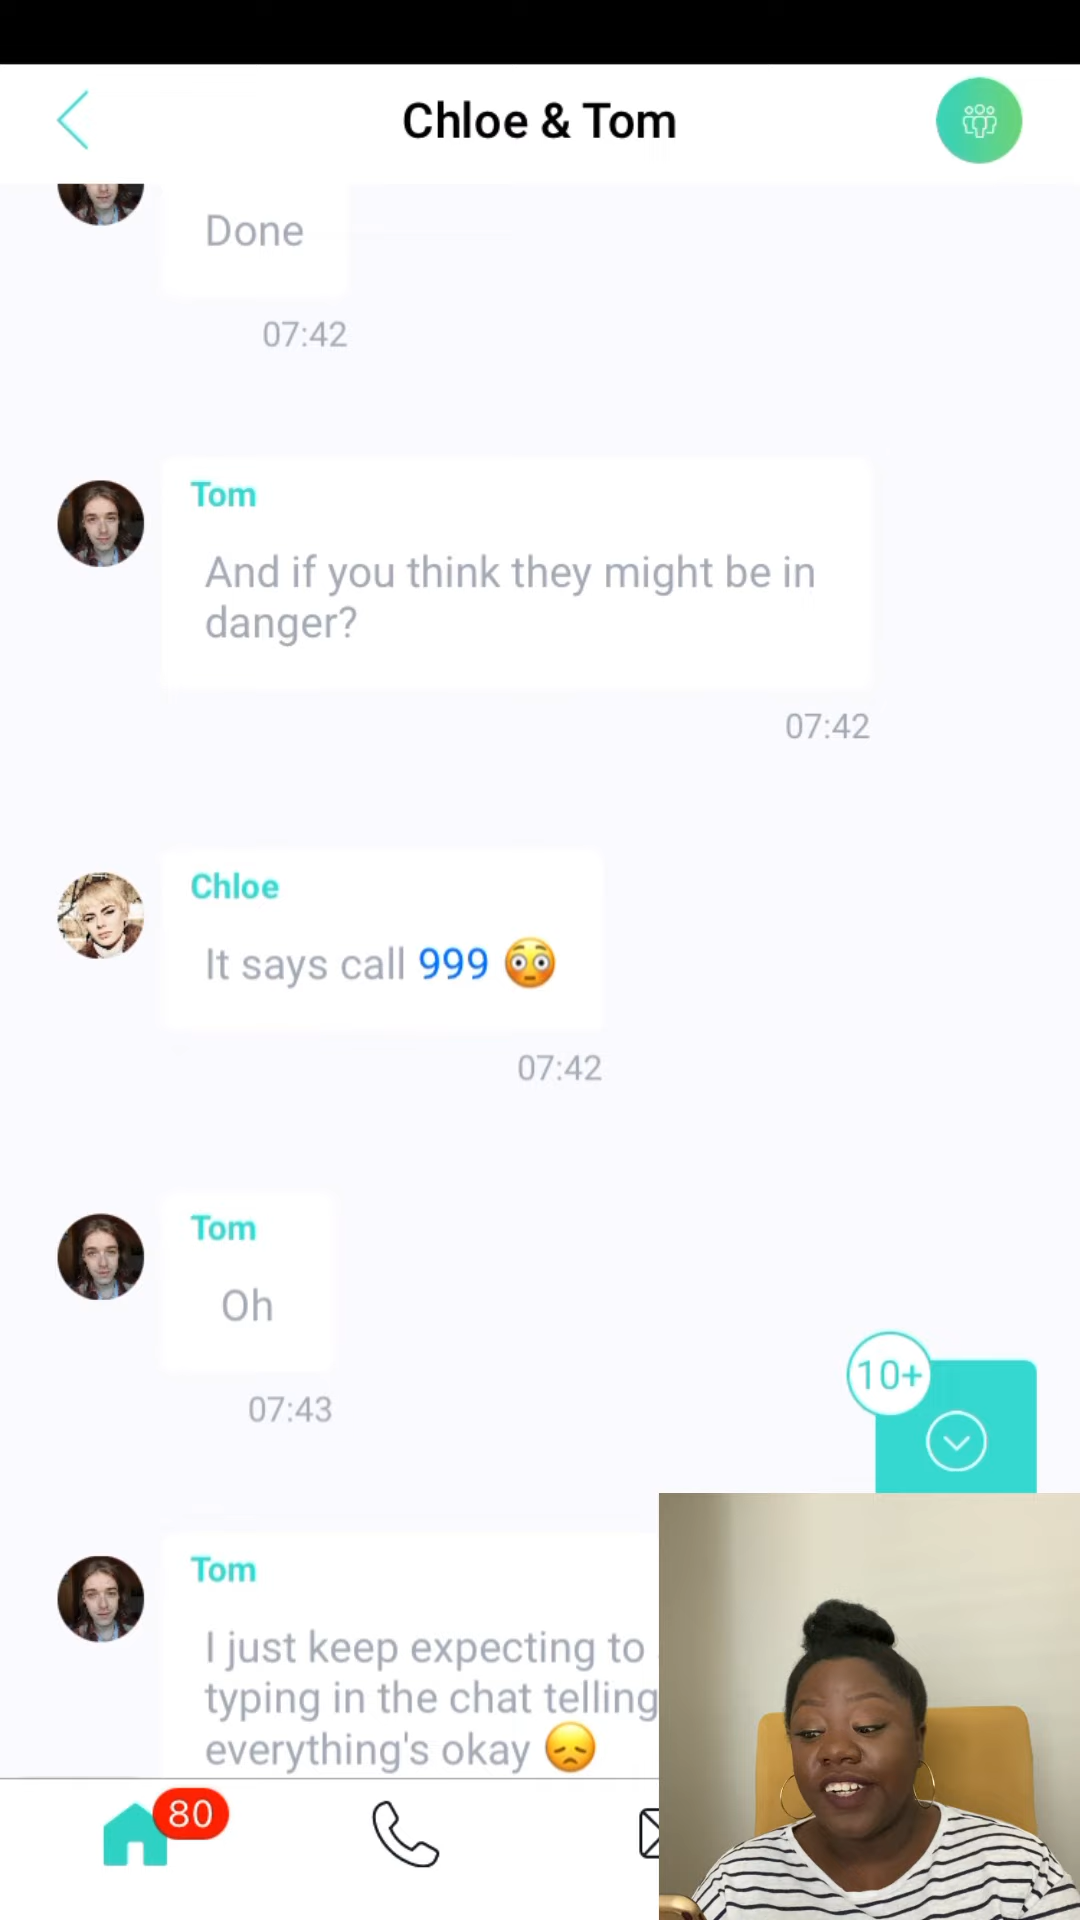 Chloe & Tom
Done
07:42
Tom
And if you think they might be in
danger?
07:42
Chloe
It says call 999 😳
07:42
Tom
Oh
07:43
10+
Tom
I just keep expecting to
typing in the chat telling
everything's okay 😞
80